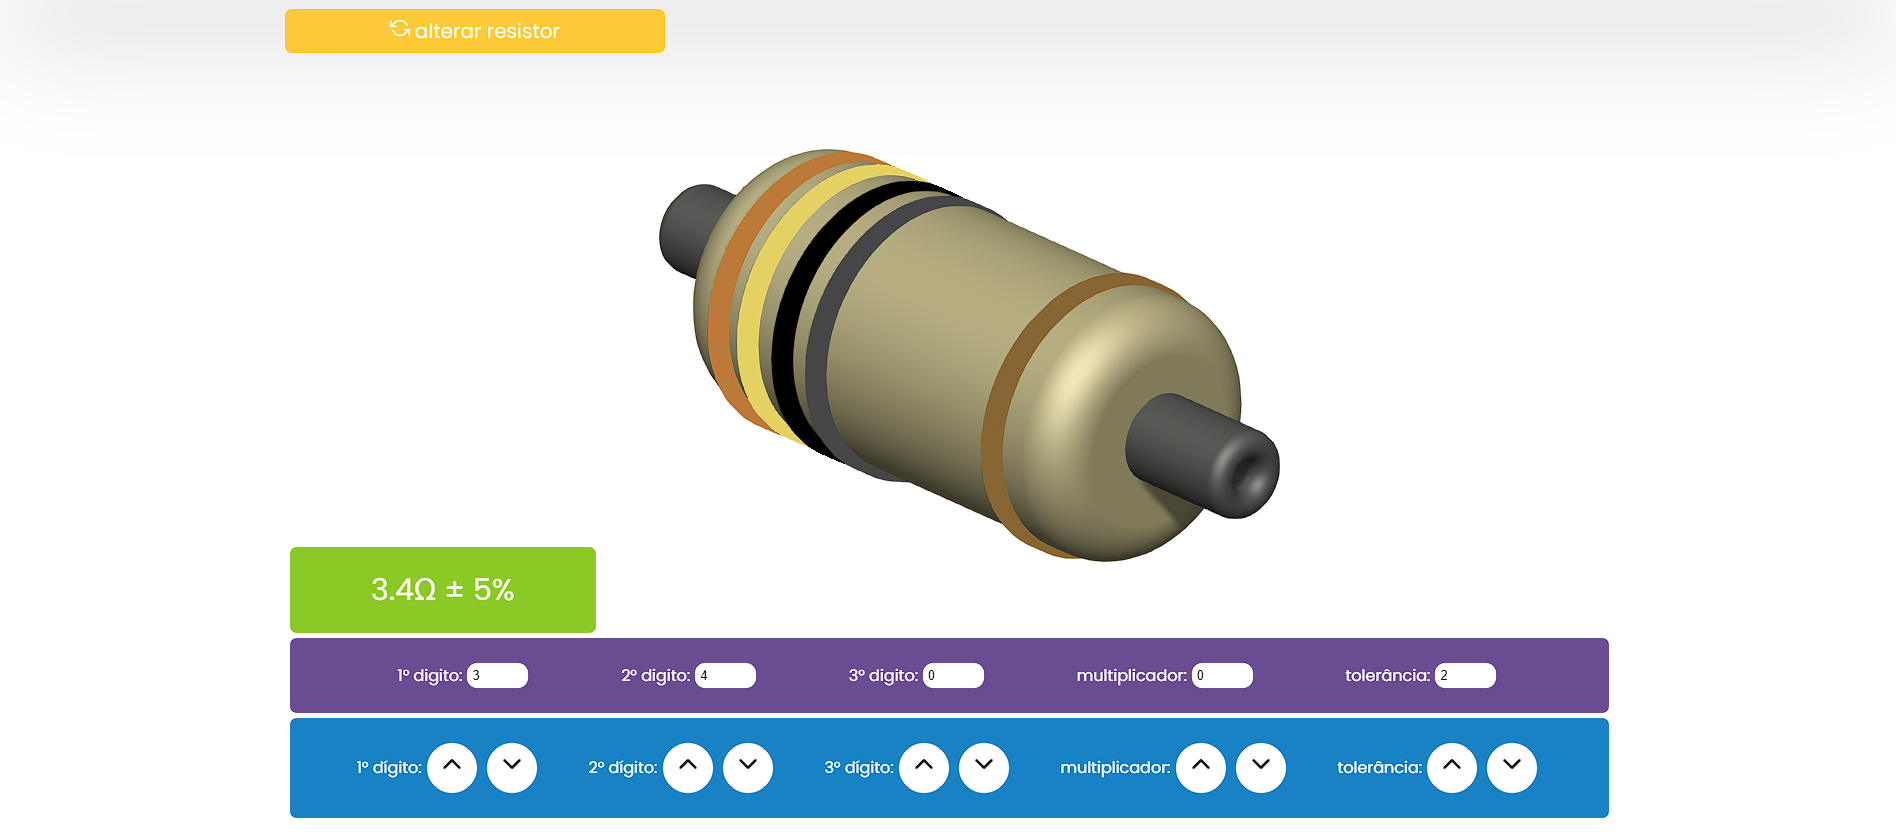 alterar resistor
3.4Ω ± 5%
1º digito: 3 2º digito: 4 3º digito: 0 multiplicador: 0 tolerância: 2
1º dígito: 2º dígito: 3º dígito: multiplicador: tolerância: